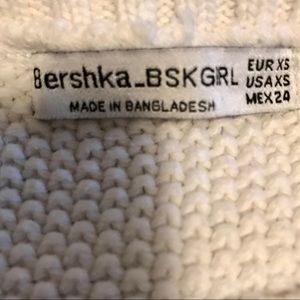 Bershka_BSKGRL
MADE IN BANGLADESH
EUR XS
USA XS
MEX 24